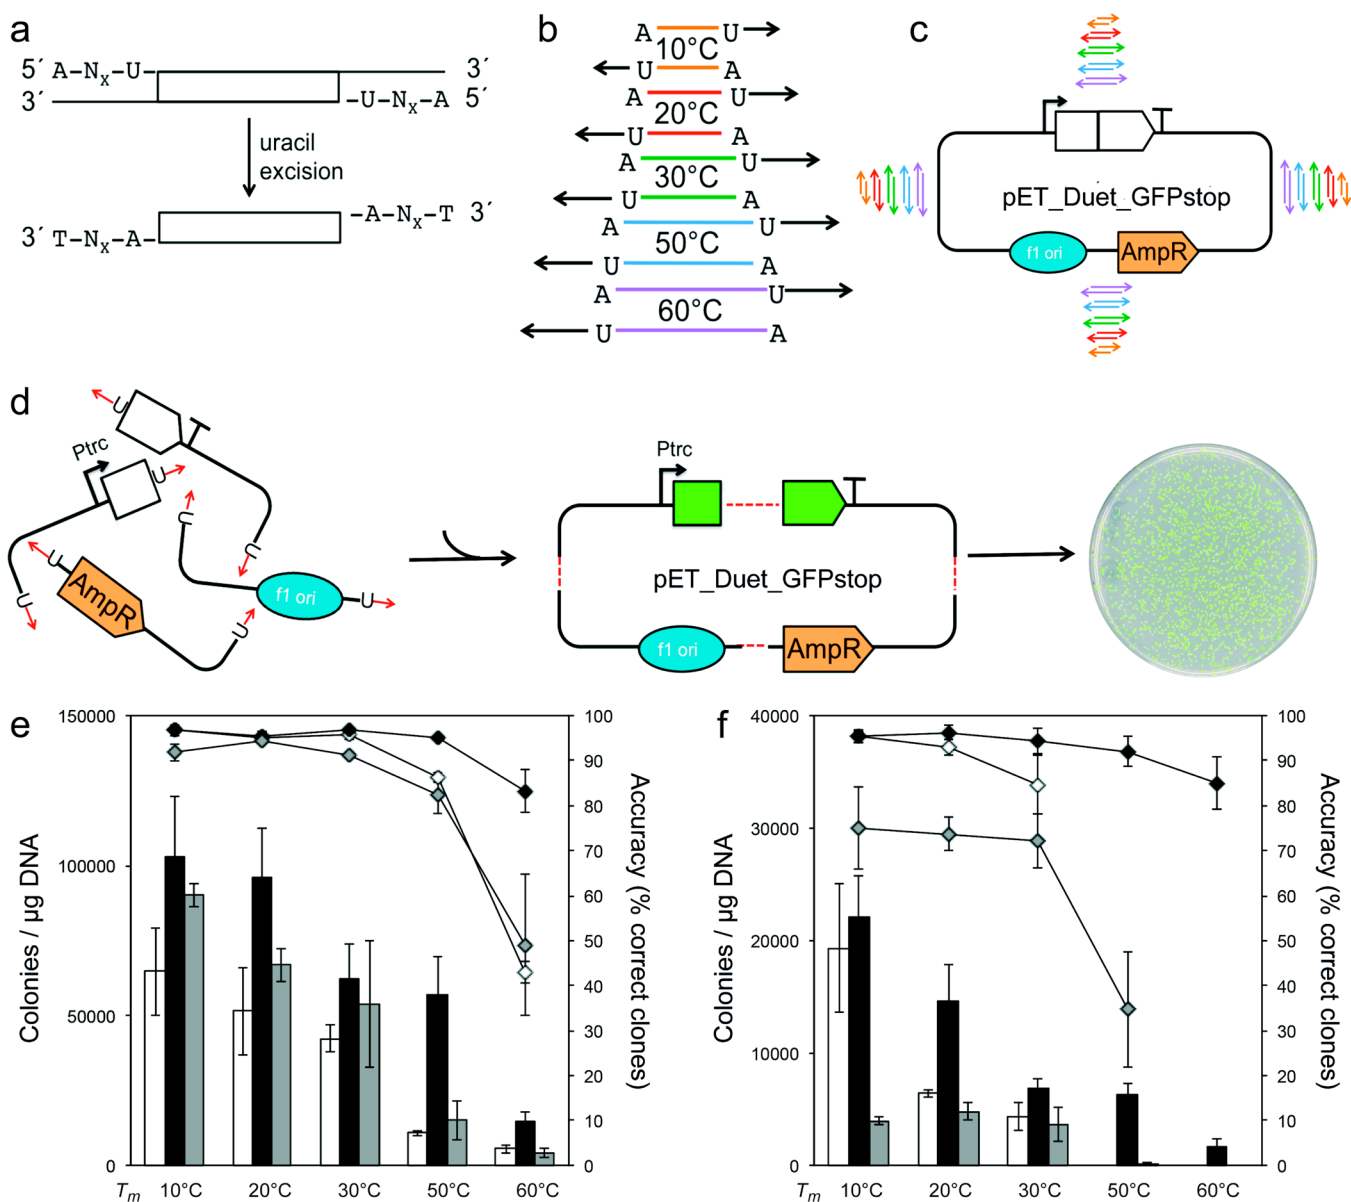 a
5´ A-NX-U- 3´
3´ -U-NX-A 5´
uracil
excision
-A-NX-T 3´
3´ T-NX-A-
b
A U
10°C
U A
A U
20°C
U A
A U
30°C
U A
A U
50°C
U A
A U
60°C
U A
c
pET_Duet_GFPstop
f1 ori AmpR
d
U
Ptrc
U
U
U
U
AmpR
U
U
f1 ori
U
Ptrc
pET_Duet_GFPstop
f1 ori AmpR
e
150000
100000
50000
0
Colonies / µg DNA
100
90
80
70
60
50
40
30
20
10
0
Accuracy (% correct clones)
Tm 10°C 20°C 30°C 50°C 60°C
f
40000
30000
20000
10000
0
Colonies / µg DNA
100
90
80
70
60
50
40
30
20
10
0
Accuracy (% correct clones)
Tm 10°C 20°C 30°C 50°C 60°C